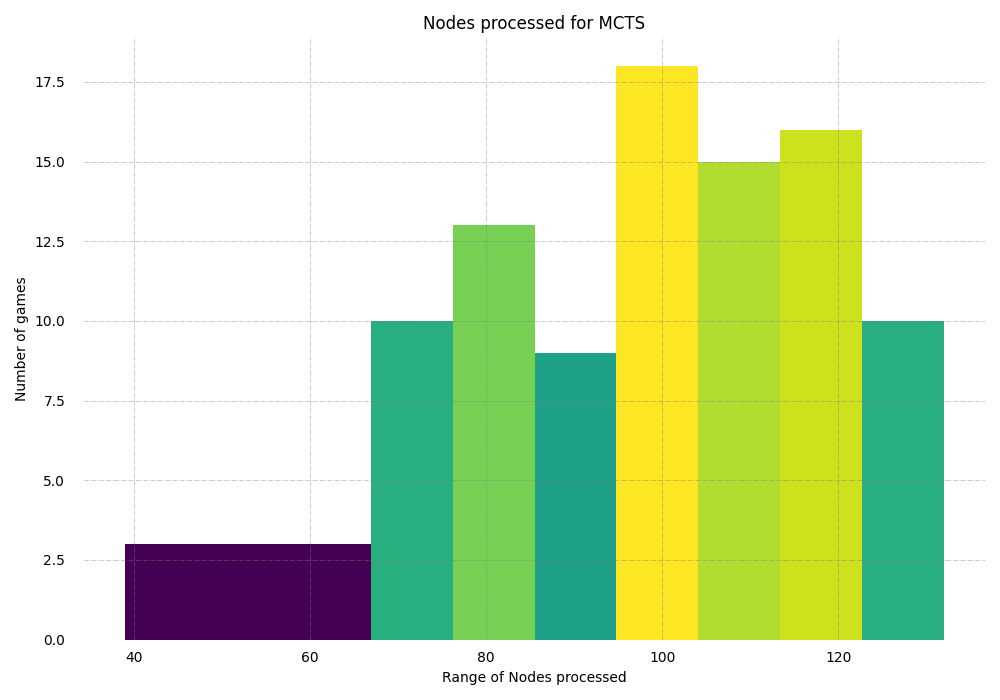 Nodes processed for MCTS
17.5
15.0
12.5
10.0
7.5
5.0
2.5
0.0
Number of games
40 60 80 100 120
Range of Nodes processed